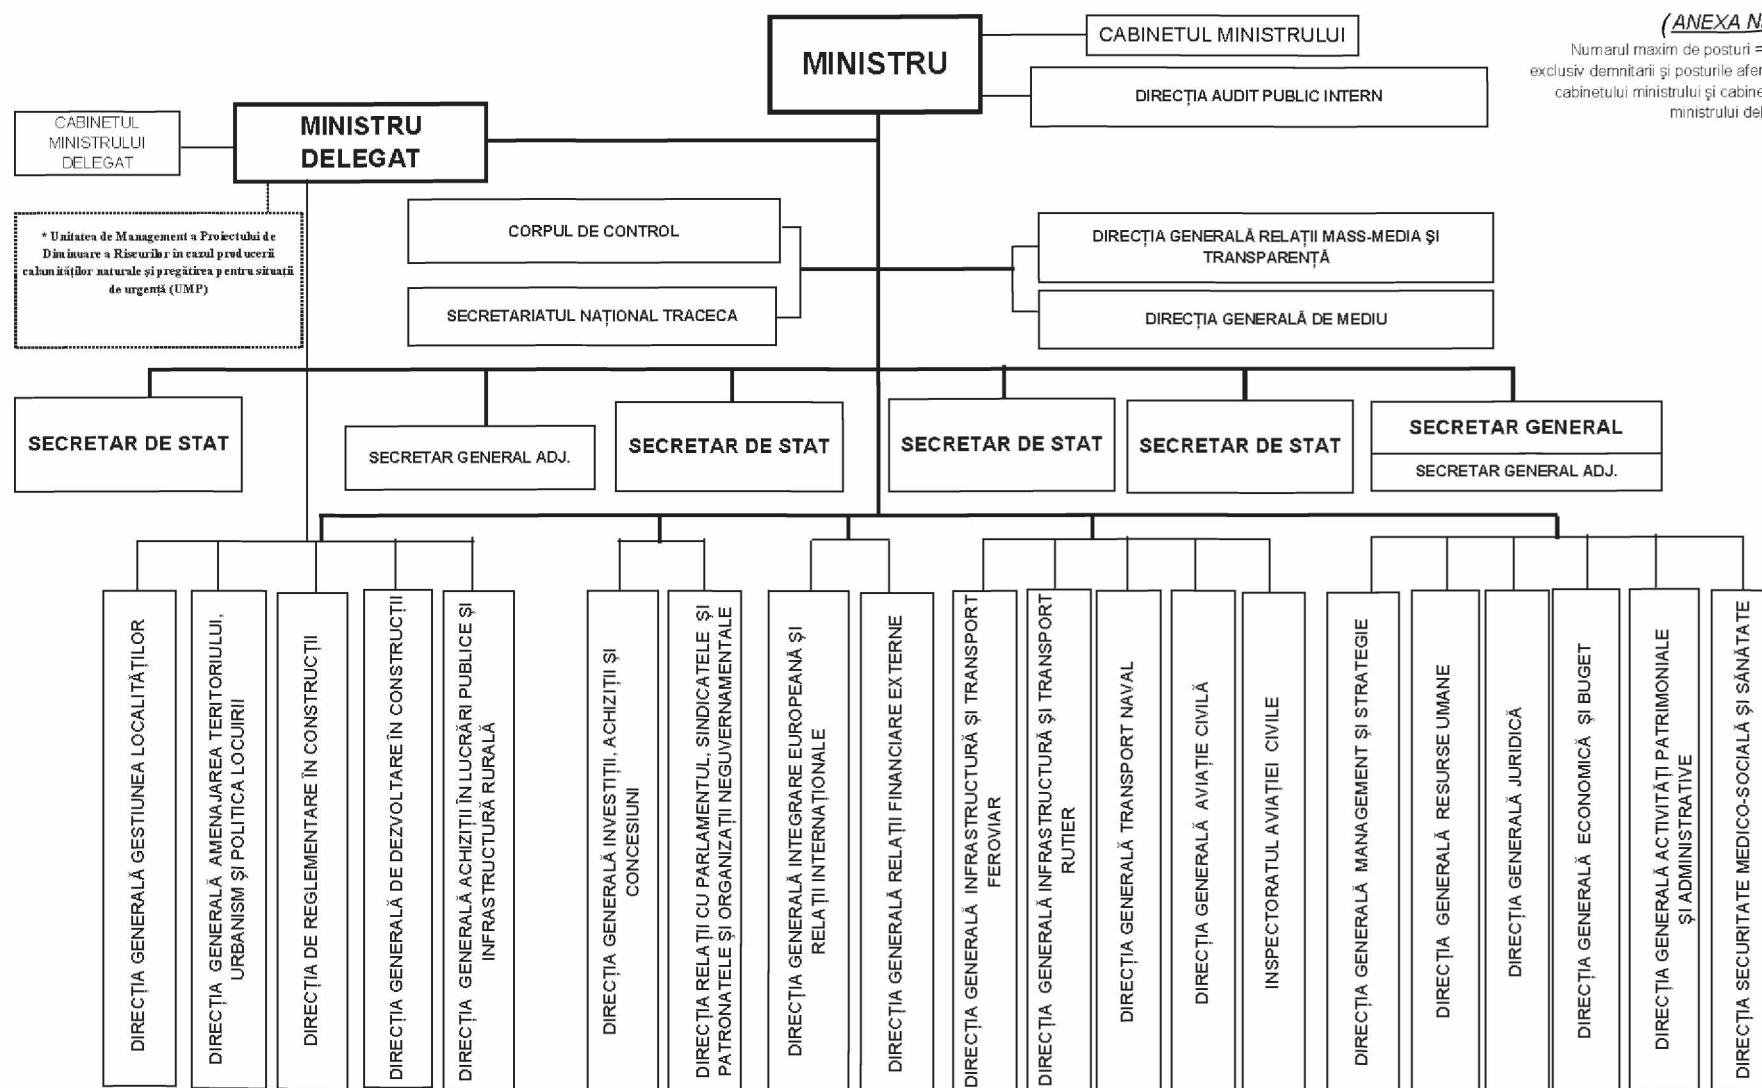 (ANEXA N
Numarul maxim de posturi =
exclusiv demnitarii și posturile afer
cabinetului ministrului și cabine
ministrului del
MINISTRU
CABINETUL MINISTRULUI
DIRECȚIA AUDIT PUBLIC INTERN
CABINETUL
MINISTRULUI
DELEGAT
MINISTRU
DELEGAT
* Unitatea de Management a Proiectului de
Diminuare a Riscurilor în cazul producerii
calamităților naturale și pregătirea pentru situații
de urgență (UMP)
CORPUL DE CONTROL
SECRETARIATUL NAȚIONAL TRACECA
DIRECȚIA GENERALĂ RELAȚII MASS-MEDIA ȘI
TRANSPARENȚĂ
DIRECȚIA GENERALĂ DE MEDIU
SECRETAR DE STAT
SECRETAR GENERAL ADJ.
SECRETAR DE STAT
SECRETAR DE STAT
SECRETAR DE STAT
SECRETAR GENERAL
SECRETAR GENERAL ADJ.
DIRECȚIA GENERALĂ GESTIUNEA LOCALITĂȚILOR
DIRECȚIA GENERALĂ AMENAJAREA TERITORIULUI,
URBANISM ȘI POLITICA LOCUIRII
DIRECȚIA DE REGLEMENTARE ÎN CONSTRUCȚII
DIRECȚIA GENERALĂ DE DEZVOLTARE ÎN CONSTRUCȚII
DIRECȚIA GENERALĂ ACHIZIȚII ÎN LUCRĂRI PUBLICE ȘI
INFRASTRUCTURĂ RURALĂ
DIRECȚIA GENERALĂ INVESTIȚII, ACHIZIȚII ȘI
CONCESIUNI
DIRECȚIA RELAȚII CU PARLAMENTUL, SINDICATELE ȘI
PATRONATELE ȘI ORGANIZAȚII NEGUVERNAMENTALE
DIRECȚIA GENERALĂ INTEGRARE EUROPEANĂ ȘI
RELAȚII INTERNAȚIONALE
DIRECȚIA GENERALĂ RELAȚII FINANCIARE EXTERNE
DIRECȚIA GENERALĂ INFRASTRUCTURĂ ȘI TRANSPORT
FEROVIAR
DIRECȚIA GENERALĂ INFRASTRUCTURĂ ȘI TRANSPORT
RUTIER
DIRECȚIA GENERALĂ TRANSPORT NAVAL
DIRECȚIA GENERALĂ AVIAȚIE CIVILĂ
INSPECTORATUL AVIAȚIEI CIVILE
DIRECȚIA GENERALĂ MANAGEMENT ȘI STRATEGIE
DIRECȚIA GENERALĂ RESURSE UMANE
DIRECȚIA GENERALĂ JURIDICĂ
DIRECȚIA GENERALĂ ECONOMICĂ ȘI BUGET
DIRECȚIA GENERALĂ ACTIVITĂȚI PATRIMONIALE
ȘI ADMINISTRATIVE
DIRECȚIA SECURITATE MEDICO-SOCIALĂ ȘI SĂNĂTATE